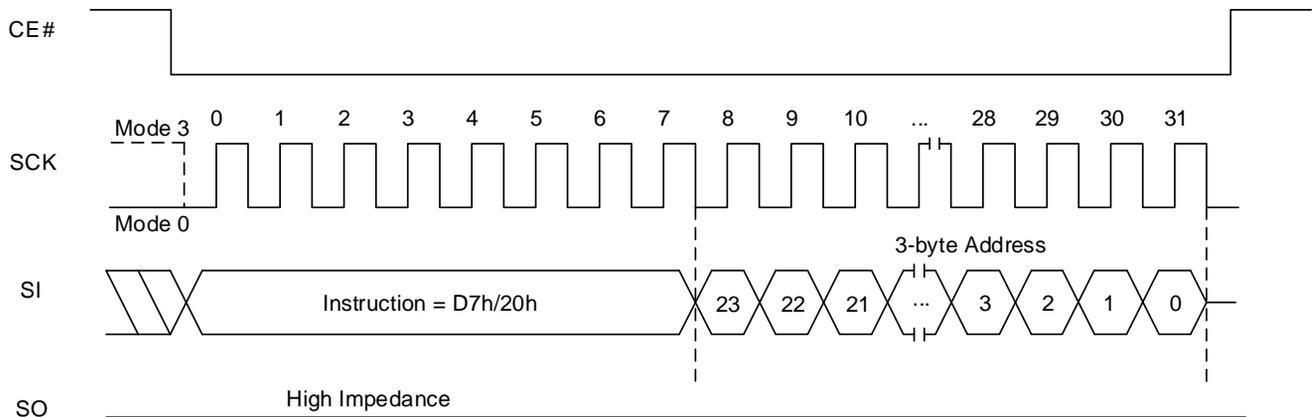 CE#
Mode 3
0 1 2 3 4 5 6 7 8 9 10 ... 28 29 30 31
SCK
Mode 0
3-byte Address
SI
Instruction = D7h/20h
23 22 21 ... 3 2 1 0
High Impedance
SO